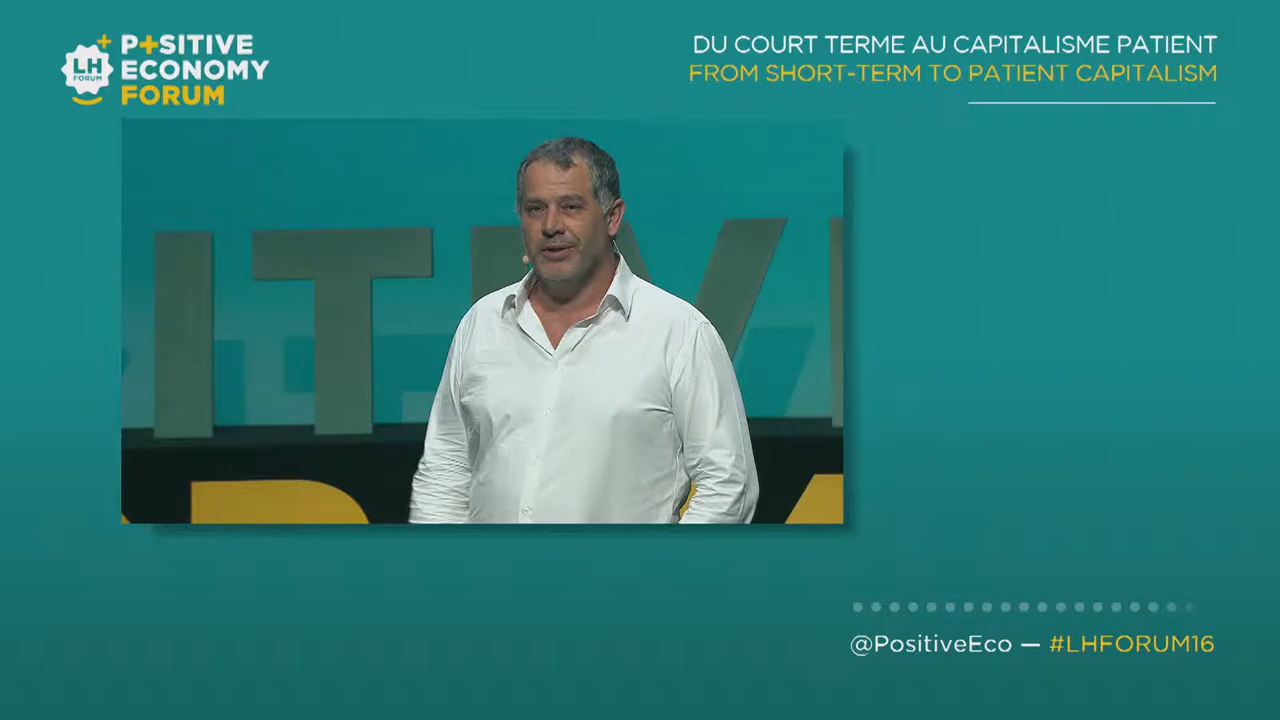 P+SITIVE
ECONOMY
FORUM
LH
FORUM
DU COURT TERME AU CAPITALISME PATIENT
FROM SHORT-TERM TO PATIENT CAPITALISM
ITIV
@PositiveEco — #LHFORUM16